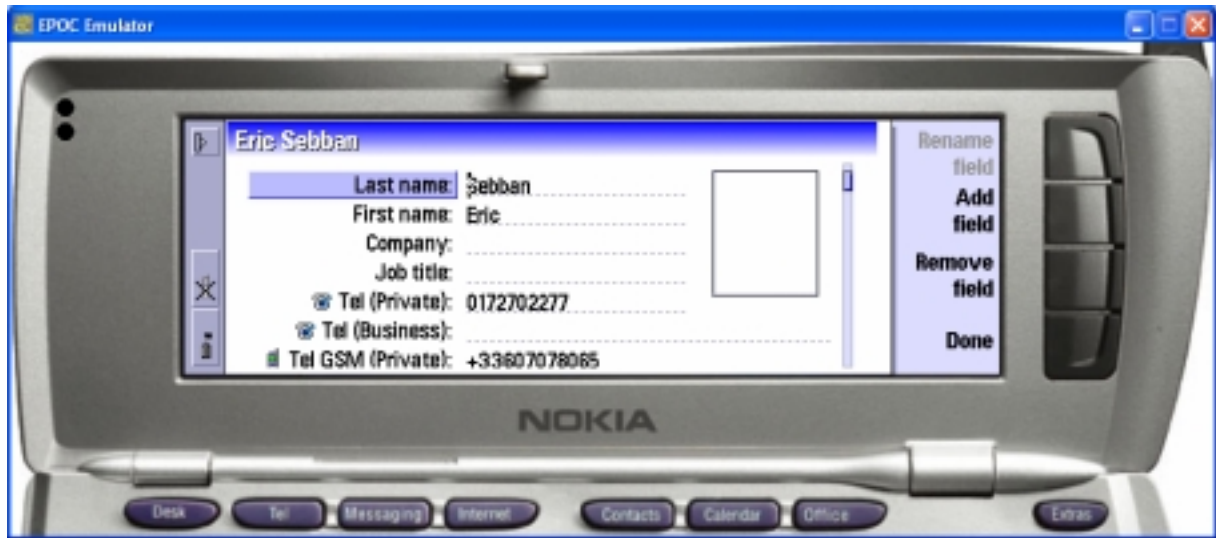 EPOC Emulator
Eric Sebban
Last name: Sebban
First name: Eric
Company:
Job title:
Tel (Private): 0172702277
Tel (Business):
Tel GSM (Private): +33607078065
Rename
field
Add
field
Remove
field
Done
NOKIA
Desk Tel Messaging Internet Contacts Calendar Office Extras